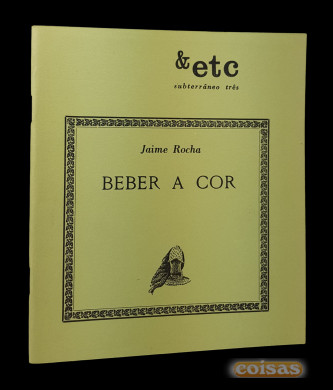 & etc
subterrâneo três
Jaime Rocha
BEBER A COR
coisas